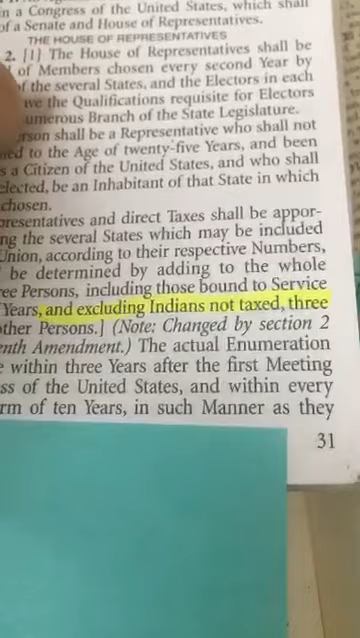 n a Congress of the United States, which shall
of a Senate and House of Representatives.
THE HOUSE OF REPRESENTATIVES
2. [1] The House of Representatives shall be
of Members chosen every second Year by
of the several States, and the Electors in each
ave the Qualifications requisite for Electors
umerous Branch of the State Legislature.
rson shall be a Representative who shall not
ned to the Age of twenty-five Years, and been
s a Citizen of the United States, and who shall
elected, be an Inhabitant of that State in which
chosen.
presentatives and direct Taxes shall be appor-
ng the several States which may be included
Union, according to their respective Numbers,
be determined by adding to the whole
ee Persons, including those bound to Service
Years, and excluding Indians not taxed, three
other Persons.] (Note: Changed by section 2
enth Amendment.) The actual Enumeration
e within three Years after the first Meeting
ss of the United States, and within every
rm of ten Years, in such Manner as they
31